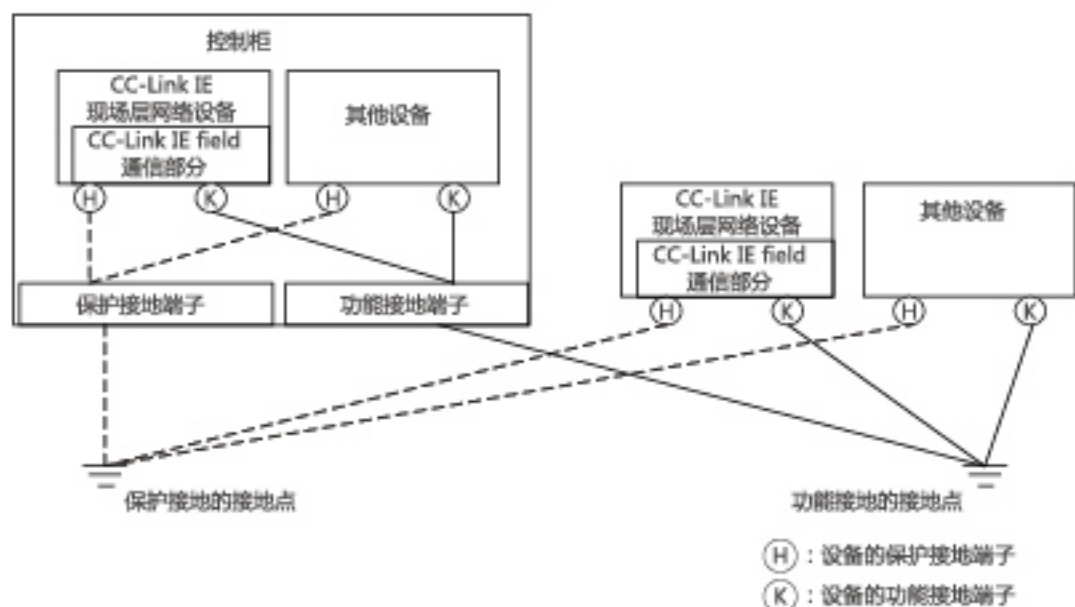 控制柜
CC-Link IE
现场层网络设备
CC-Link IE field
通信部分
其他设备
H
K
H
K
保护接地端子
功能接地端子
CC-Link IE
现场层网络设备
CC-Link IE field
通信部分
其他设备
H
K
H
K
保护接地的接地点
功能接地的接地点
H：设备的保护接地端子
K：设备的功能接地端子